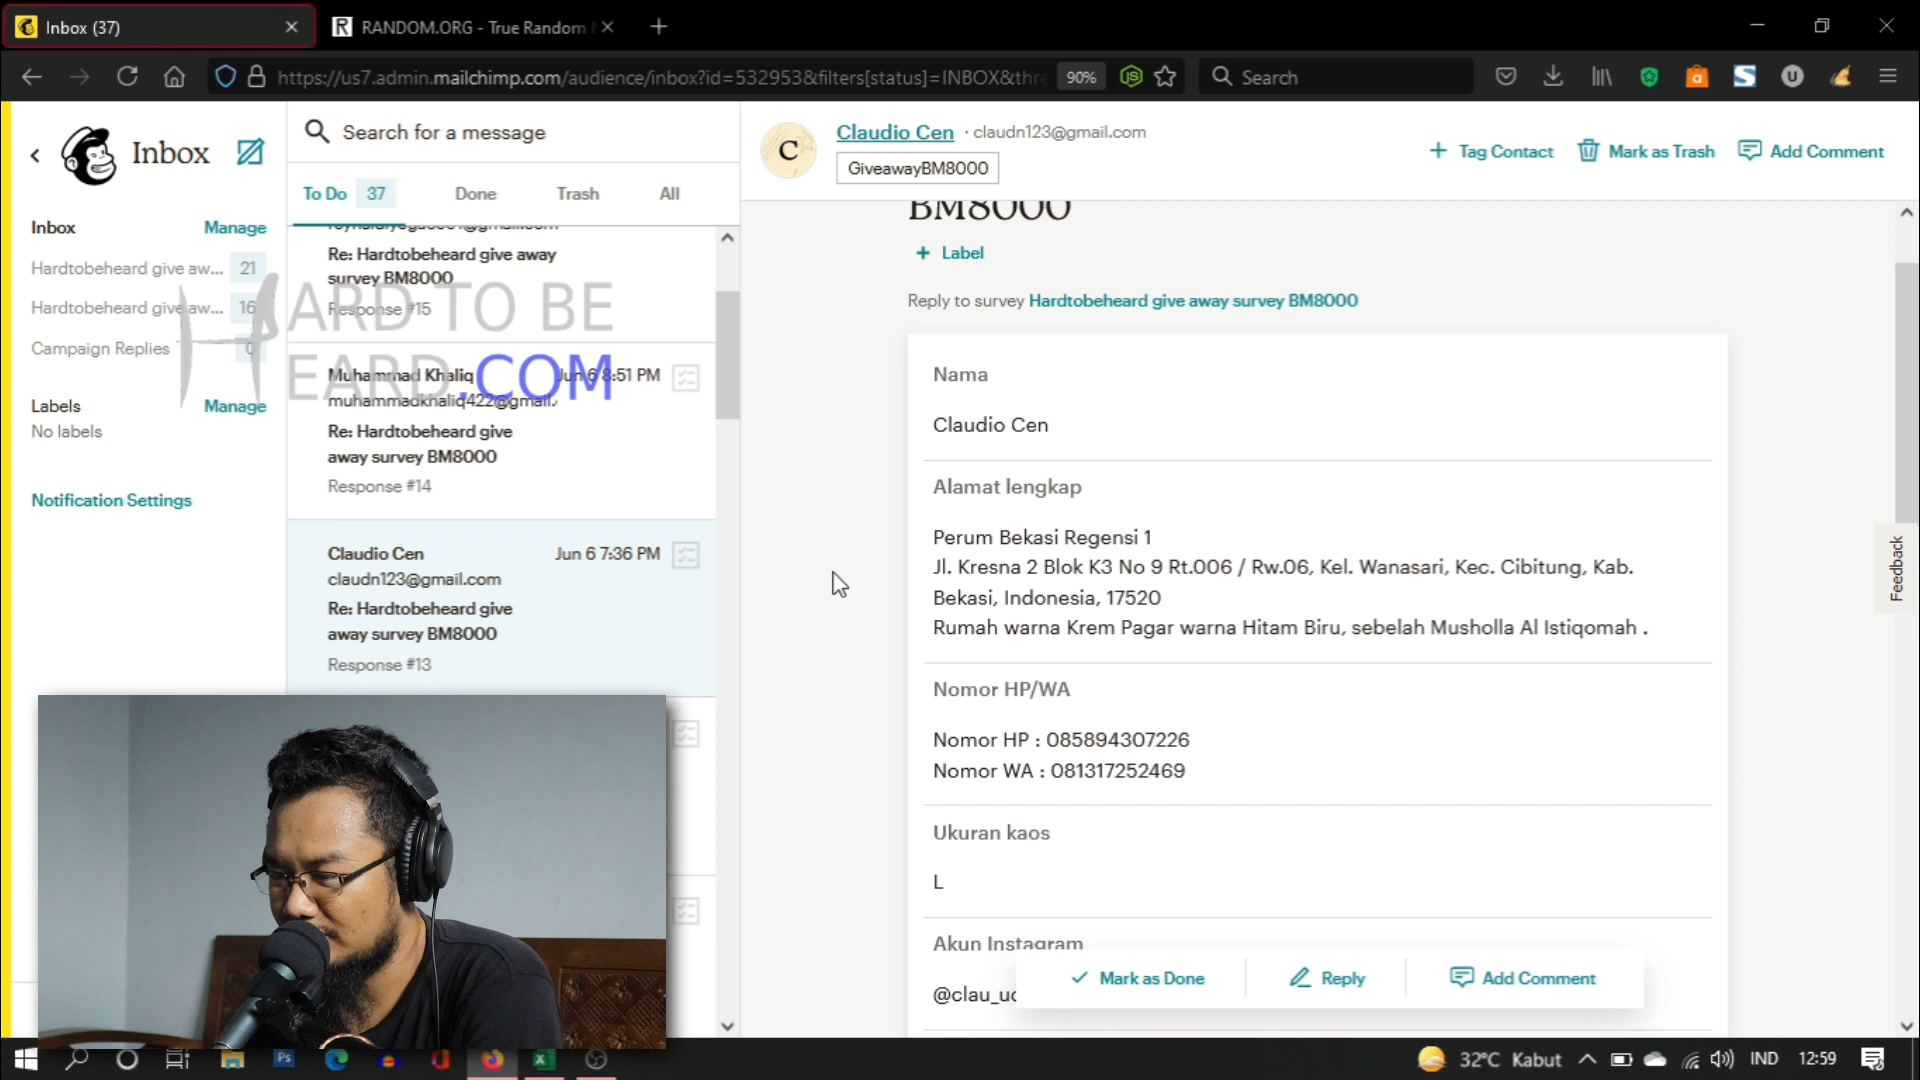 Inbox (37)
RANDOM.ORG - True Random
https://us7.admin.mailchimp.com/audience/inbox?id=532953&filters[status]=INBOX&thr
90%
Search
Inbox
Inbox
Manage
Hardtobeheard give aw... 21
Hardtobeheard give aw... 16
Campaign Replies 0
Labels
Manage
No labels
Notification Settings
Search for a message
To Do 37
Done
Trash
All
Re: Hardtobeheard give away
survey BM8000
Response #15
HARD TO BE
HEARD.COM
Muhammad Khaliq
Jun 6 8:51 PM
muhammadkhaliq422@gmail.
Re: Hardtobeheard give
away survey BM8000
Response #14
Claudio Cen
Jun 6 7:36 PM
claudn123@gmail.com
Re: Hardtobeheard give
away survey BM8000
Response #13
C
Claudio Cen · claudn123@gmail.com
GiveawayBM8000
+ Tag Contact
Mark as Trash
Add Comment
BM8000
+ Label
Reply to survey Hardtobeheard give away survey BM8000
Nama
Claudio Cen
Alamat lengkap
Perum Bekasi Regensi 1
Jl. Kresna 2 Blok K3 No 9 Rt.006 / Rw.06, Kel. Wanasari, Kec. Cibitung, Kab.
Bekasi, Indonesia, 17520
Rumah warna Krem Pagar warna Hitam Biru, sebelah Musholla Al Istiqomah .
Nomor HP/WA
Nomor HP : 085894307226
Nomor WA : 081317252469
Ukuran kaos
L
Akun Instagram
@clau_u
Mark as Done
Reply
Add Comment
Feedback
32°C Kabut
IND
12:59